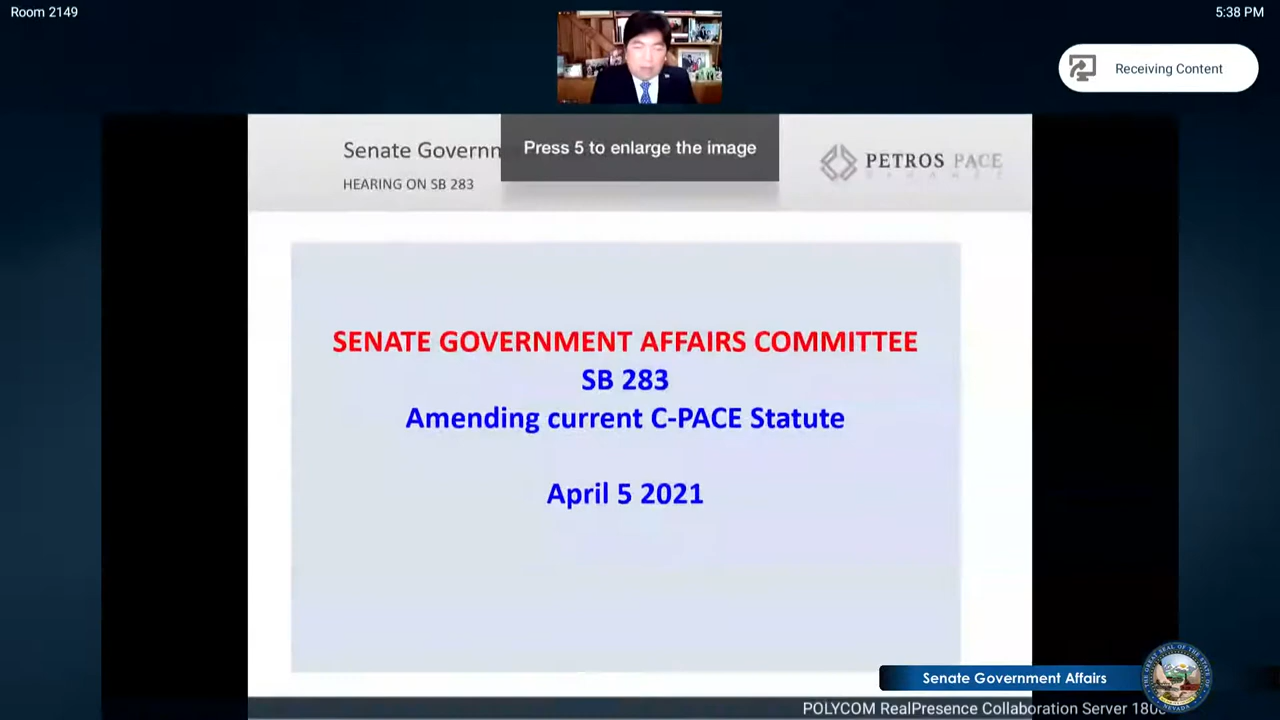 Room 2149
5:38 PM
Receiving Content
Senate Governm
Press 5 to enlarge the image
HEARING ON SB 283
PETROS PACE
FINANCE
SENATE GOVERNMENT AFFAIRS COMMITTEE
SB 283
Amending current C-PACE Statute
April 5 2021
Senate Government Affairs
POLYCOM RealPresence Collaboration Server 180